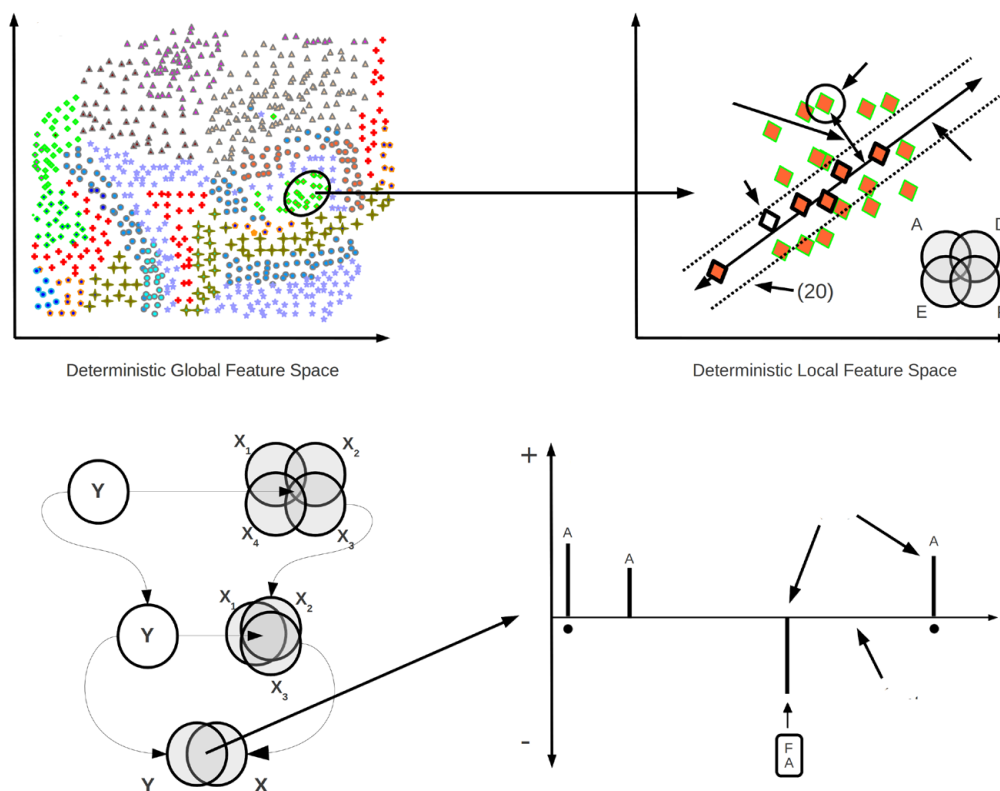 (20)
A D
E F
Deterministic Global Feature Space
Deterministic Local Feature Space
X1 X2
Y
X4 X3
X1 X2
Y
X3
Y X
+
A
A
A
-
F
A